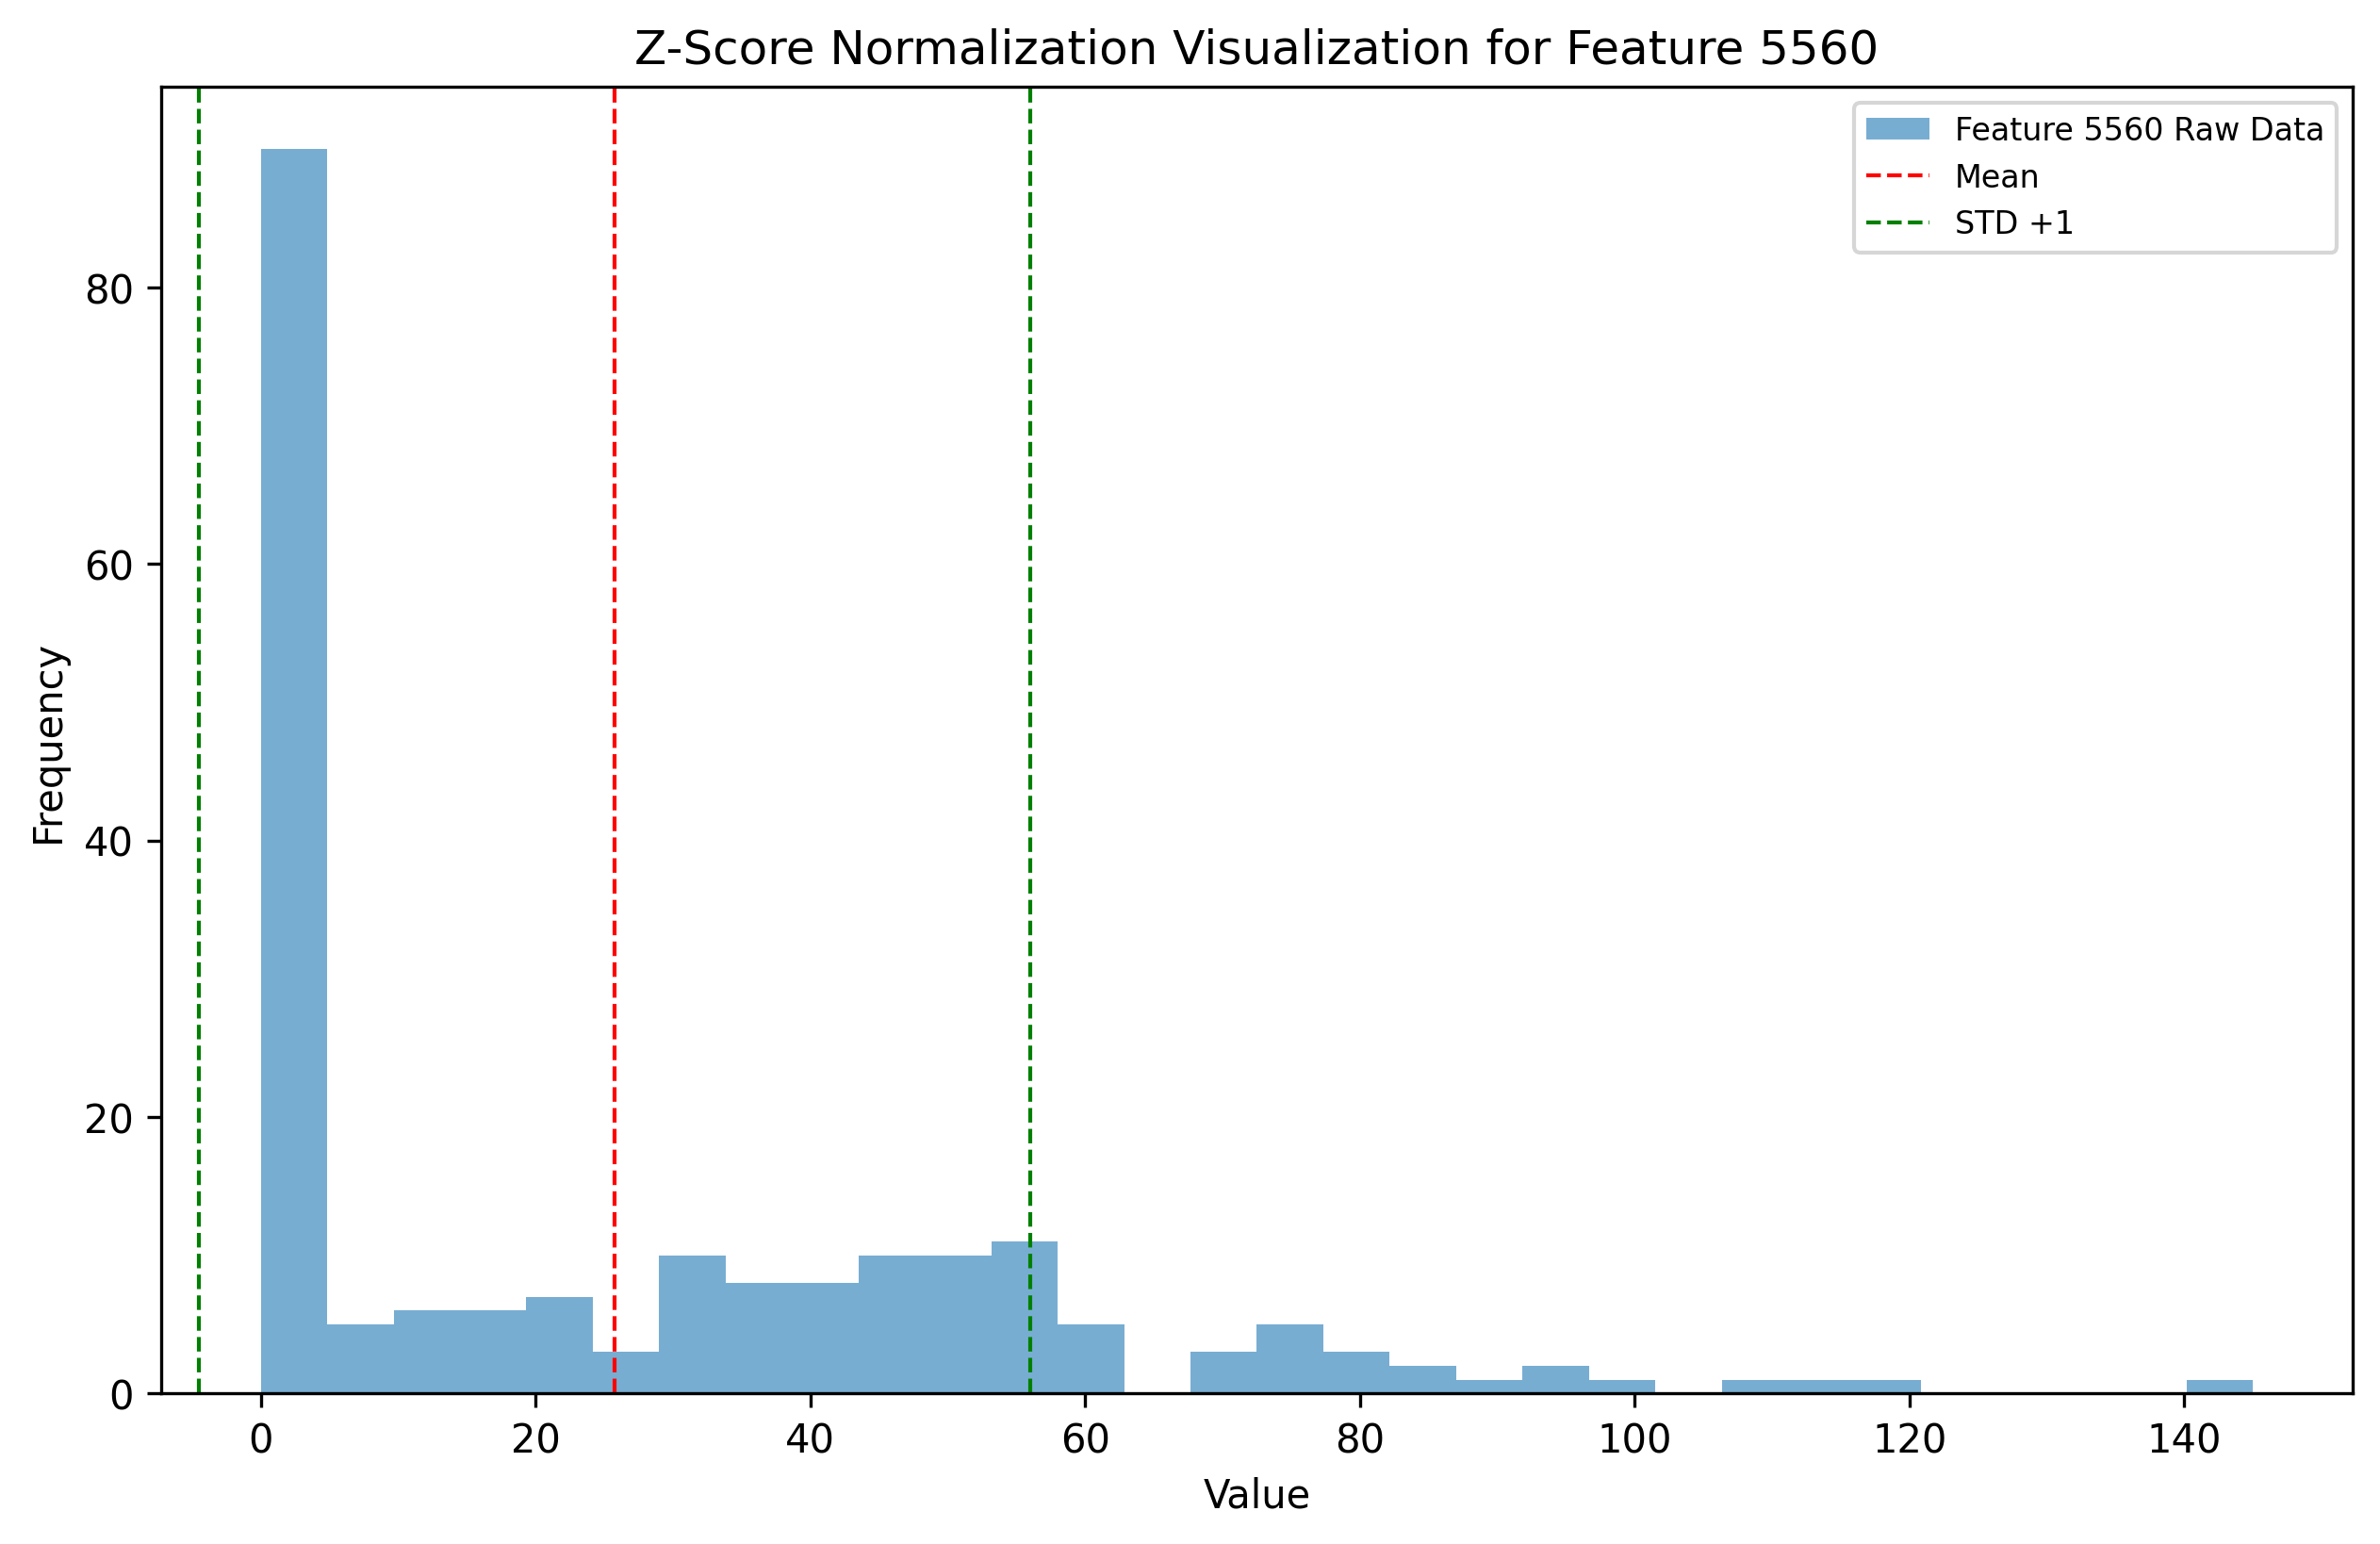 Z-Score Normalization Visualization for Feature 5560
Feature 5560 Raw Data
Mean
STD +1
80
60
40
20
0
Frequency
0 20 40 60 80 100 120 140
Value